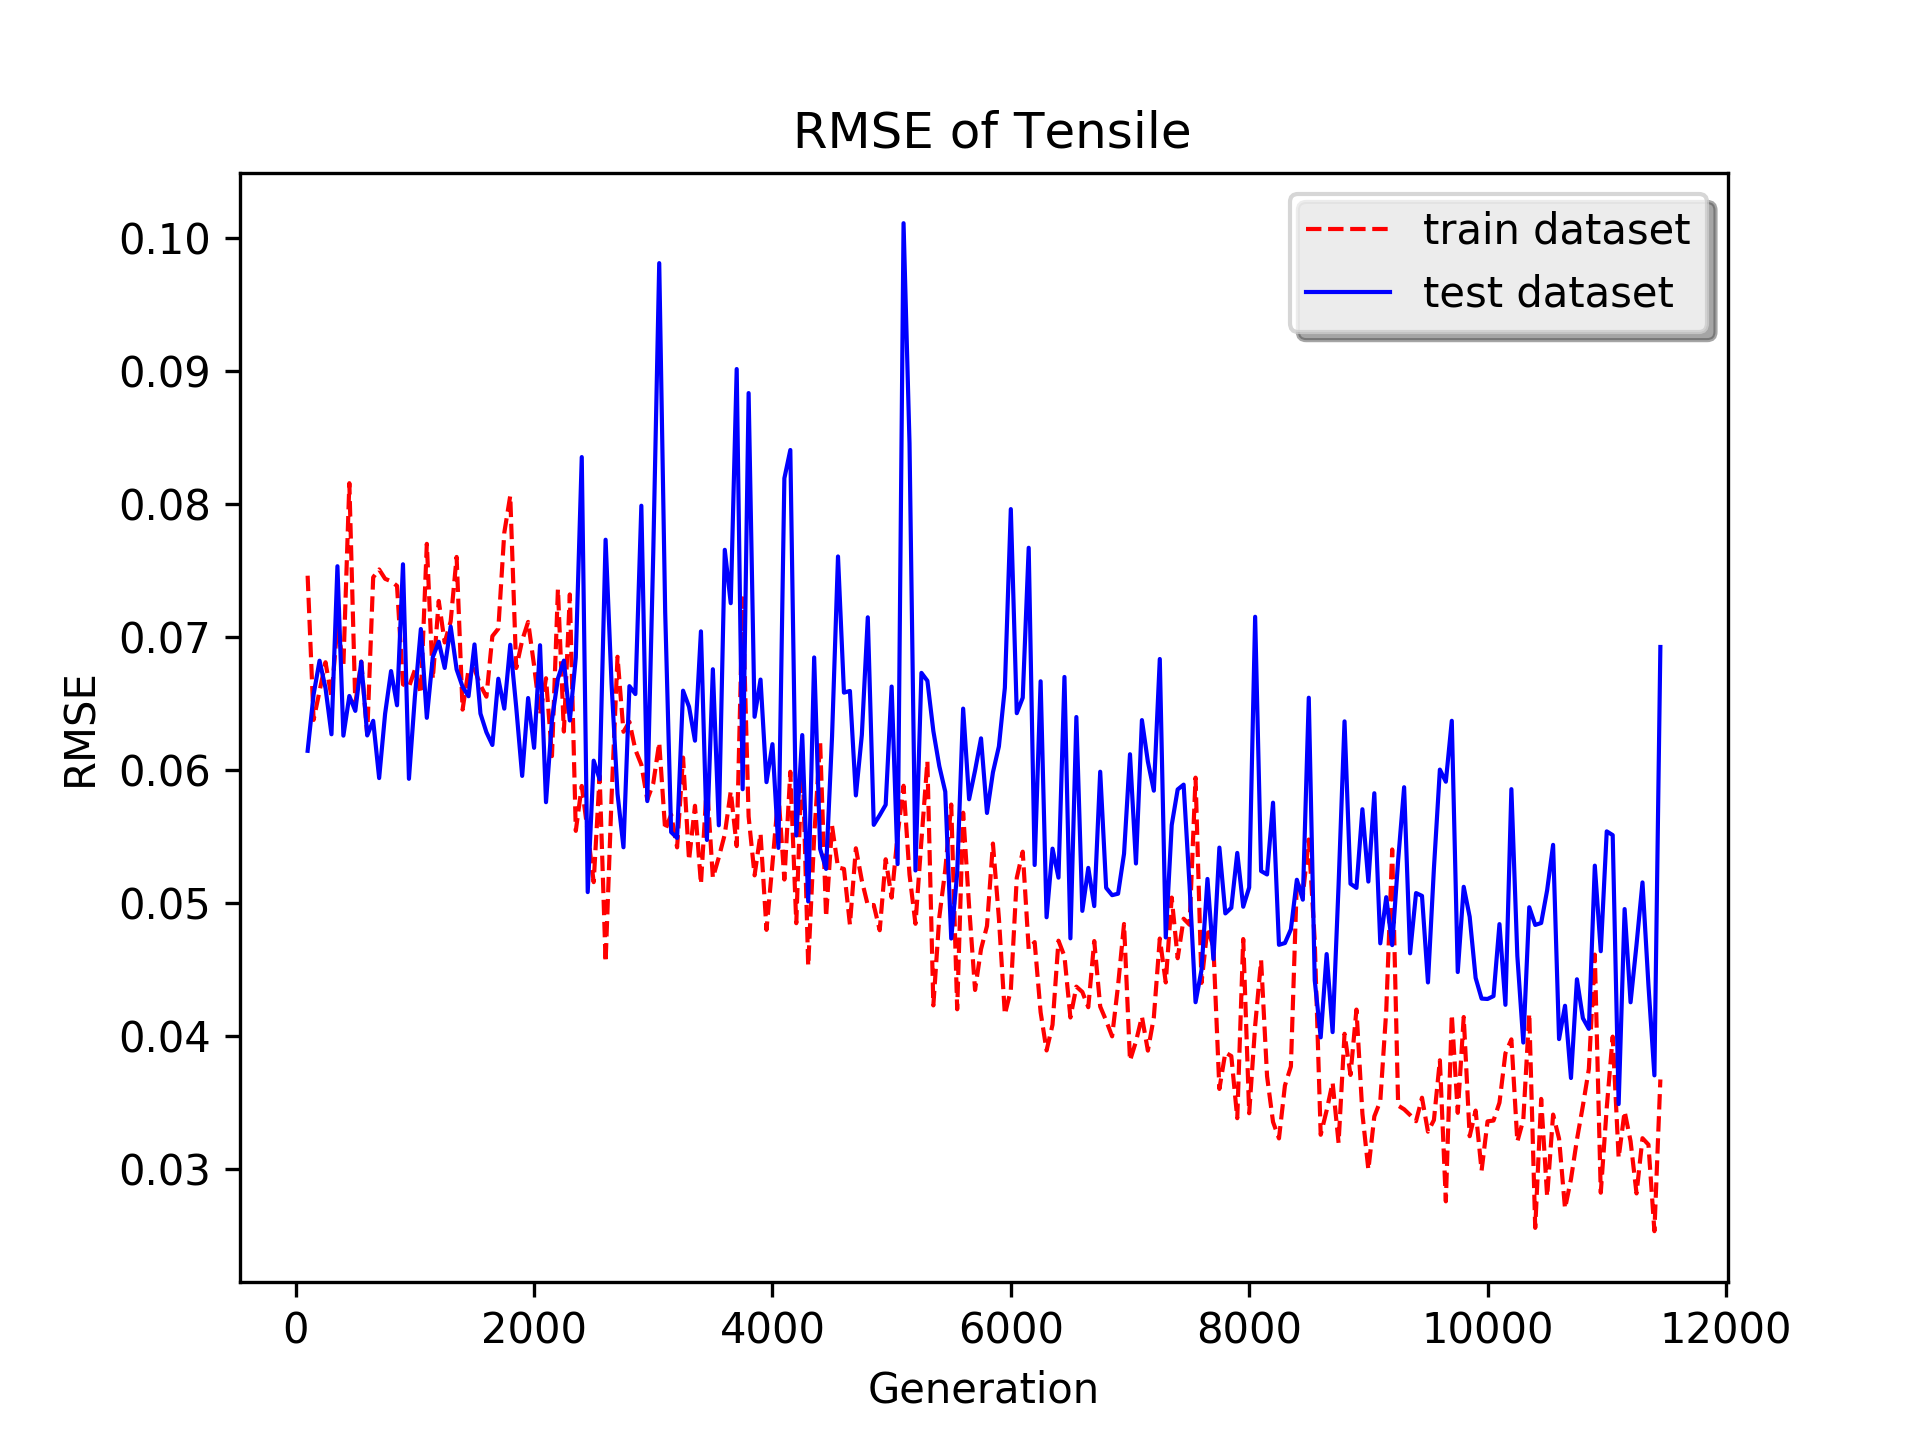 RMSE of Tensile
train dataset
test dataset
RMSE
0.10
0.09
0.08
0.07
0.06
0.05
0.04
0.03
0 2000 4000 6000 8000 10000 12000
Generation